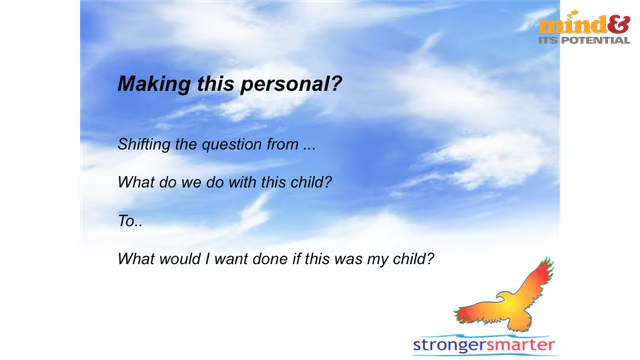 mind&
ITS POTENTIAL
Making this personal?
Shifting the question from ...
What do we do with this child?
To..
What would I want done if this was my child?
strongersmarter